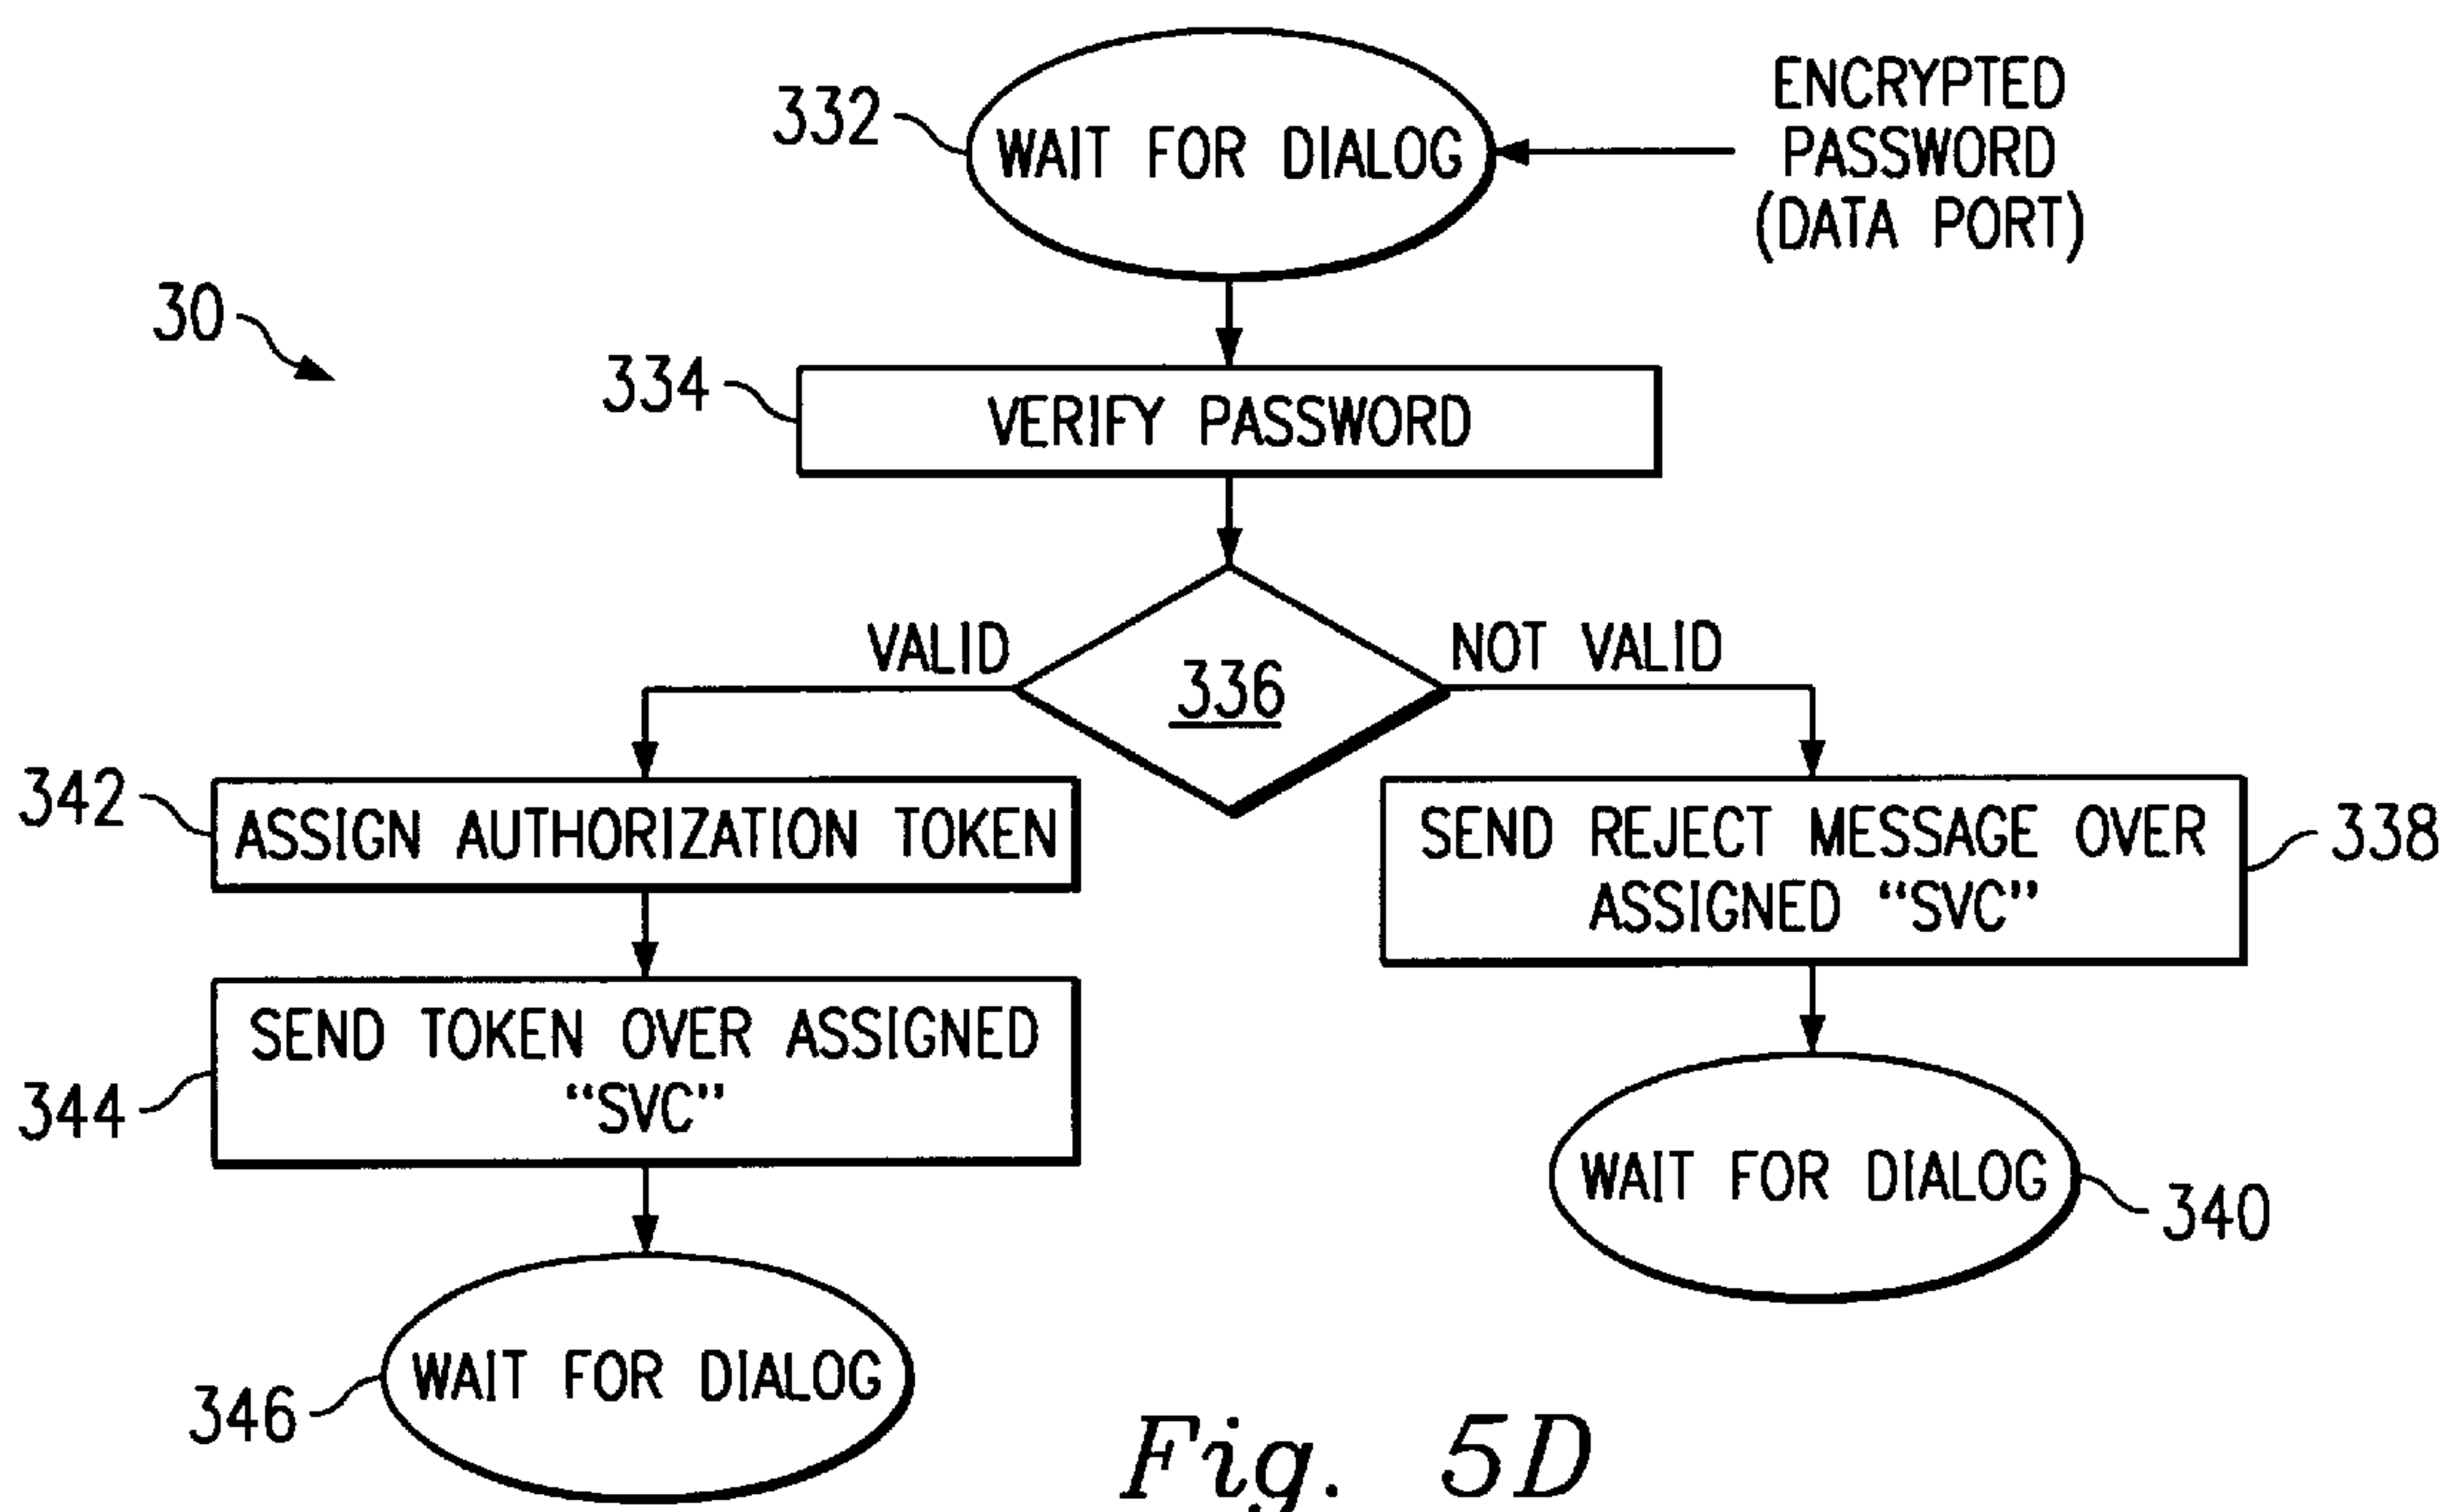 332
WAIT FOR DIALOG
ENCRYPTED
PASSWORD
(DATA PORT)
30
334
VERIFY PASSWORD
VALID
336
NOT VALID
342
ASSIGN AUTHORIZATION TOKEN
SEND REJECT MESSAGE OVER
ASSIGNED “SVC”
338
344
SEND TOKEN OVER ASSIGNED
“SVC”
WAIT FOR DIALOG
340
346
WAIT FOR DIALOG
Fig. 5D